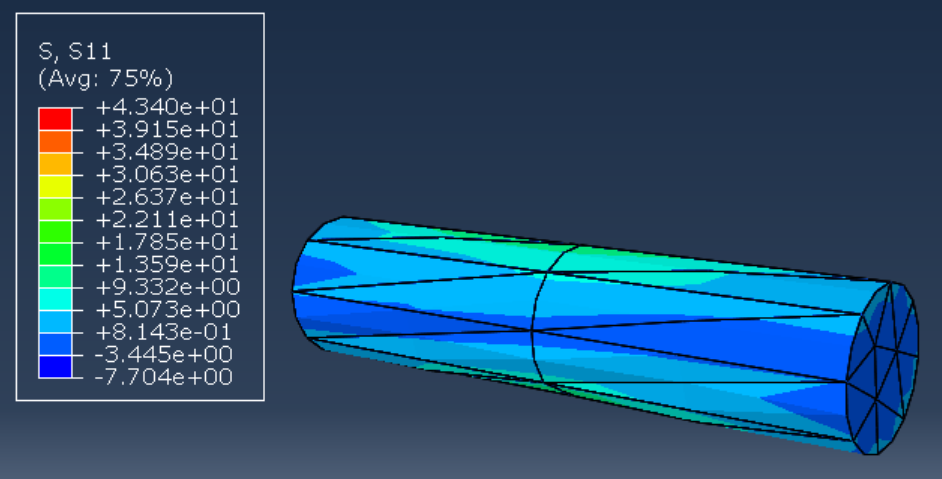 S, S11
(Avg: 75%)
+4.340e+01
+3.915e+01
+3.489e+01
+3.063e+01
+2.637e+01
+2.211e+01
+1.785e+01
+1.359e+01
+9.332e+00
+5.073e+00
+8.143e-01
-3.445e+00
-7.704e+00